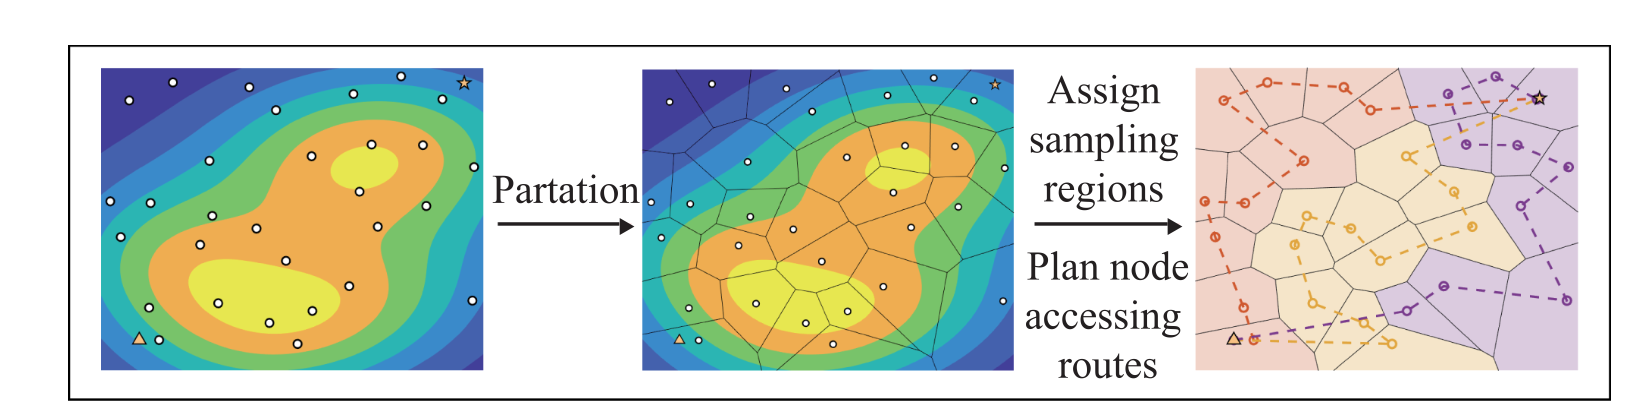 Partation
Assign
sampling
regions
Plan node
accessing
routes